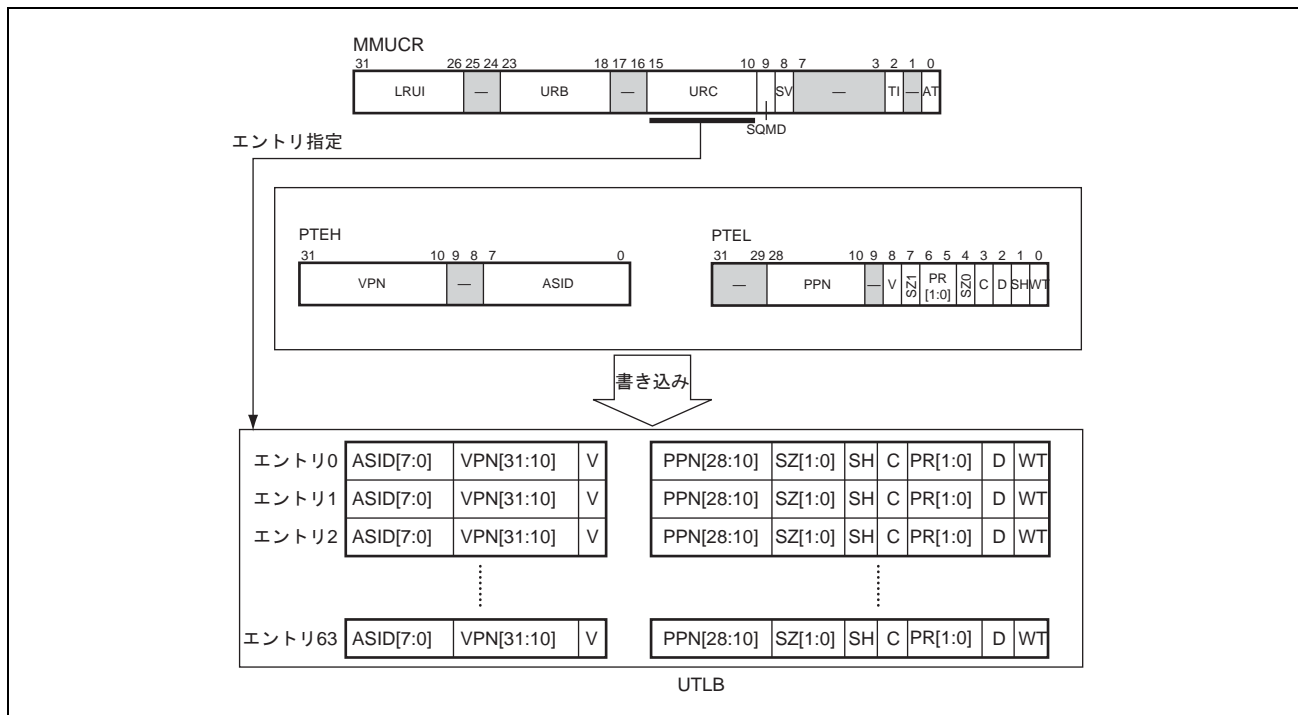 MMUCR
31 26 25 24 23 18 17 16 15 10 9 8 7 3 2 1 0
LRUI — URB — URC SV — TI — AT
SQMD
エントリ指定
PTEH
31 10 9 8 7 0
VPN — ASID
PTEL
31 29 28 10 9 8 7 6 5 4 3 2 1 0
— PPN — V SZ1 PR [1:0] SZ0 C D SH WT
書き込み
エントリ0 ASID[7:0] VPN[31:10] V PPN[28:10] SZ[1:0] SH C PR[1:0] D WT
エントリ1 ASID[7:0] VPN[31:10] V PPN[28:10] SZ[1:0] SH C PR[1:0] D WT
エントリ2 ASID[7:0] VPN[31:10] V PPN[28:10] SZ[1:0] SH C PR[1:0] D WT
エントリ63 ASID[7:0] VPN[31:10] V PPN[28:10] SZ[1:0] SH C PR[1:0] D WT
UTLB